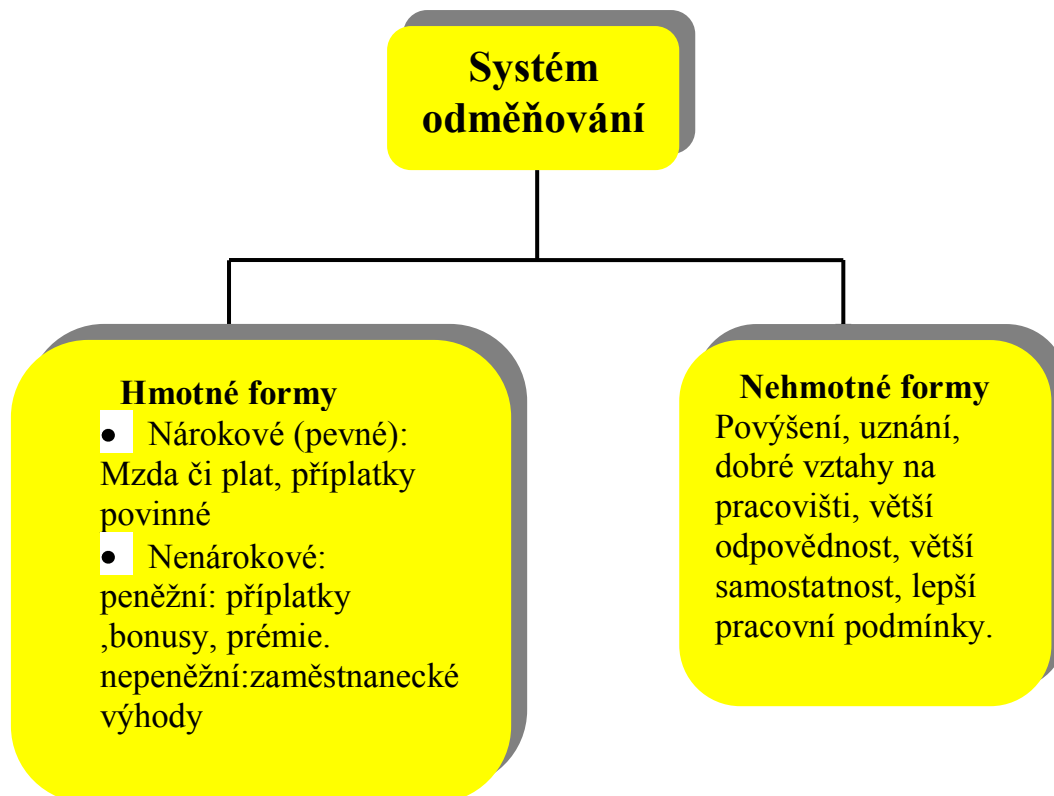 Systém
odměňování
Hmotné formy
• Nárokové (pevné):
Mzda či plat, příplatky
povinné
• Nenárokové:
peněžní: příplatky
,bonusy, prémie.
nepeněžní:zaměstnanecké
výhody
Nehmotné formy
Povýšení, uznání,
dobré vztahy na
pracovišti, větší
odpovědnost, větší
samostatnost, lepší
pracovní podmínky.